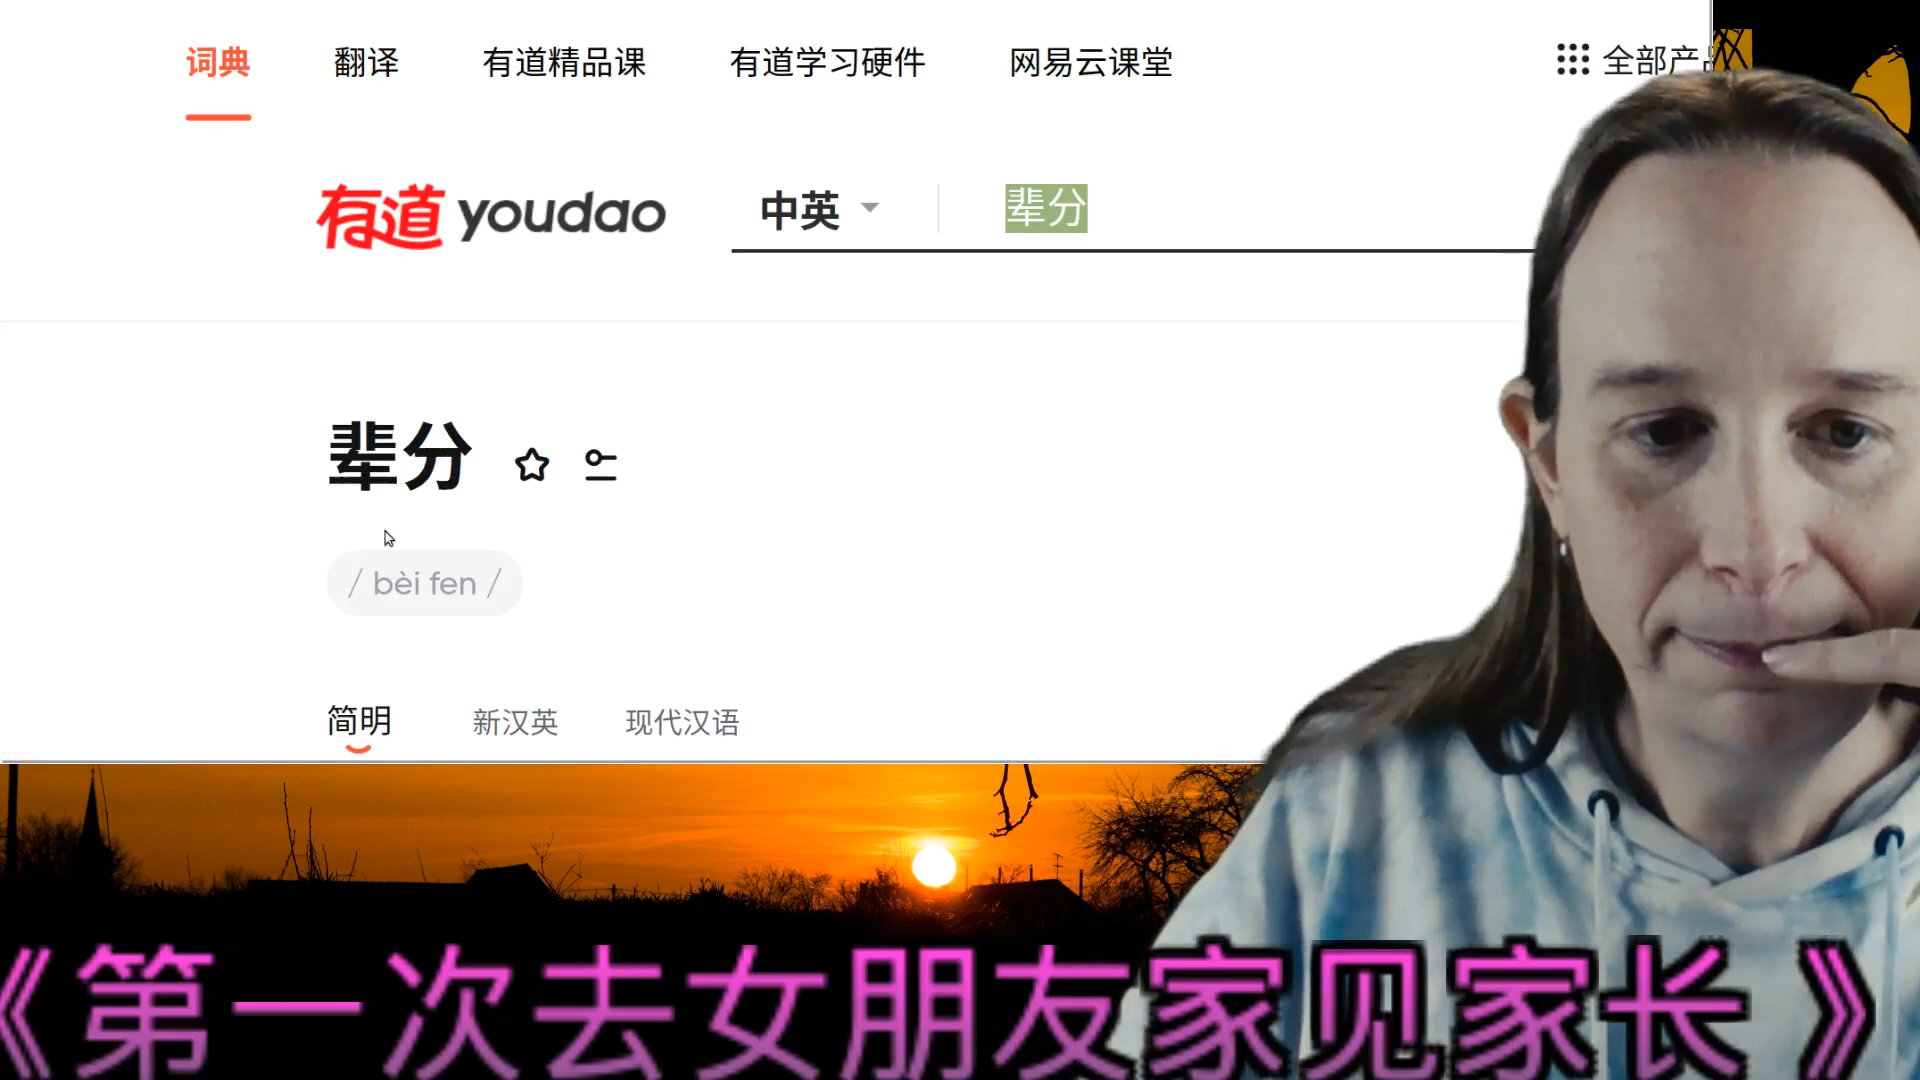 词典 翻译 有道精品课 有道学习硬件 网易云课堂 全部产品
有道 youdao 中英 辈分
辈分
/ bèi fen /
简明 新汉英 现代汉语
《第一次去女朋友家见家长》